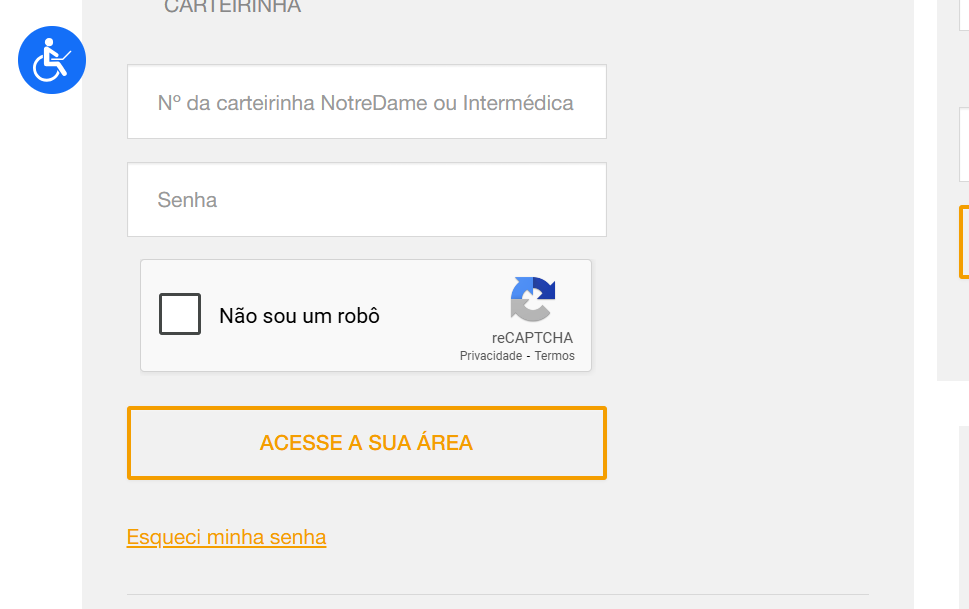 CARTEIRINHA
Nº da carteirinha NotreDame ou Intermédica
Senha
Não sou um robô
reCAPTCHA
Privacidade - Termos
ACESSE A SUA ÁREA
Esqueci minha senha